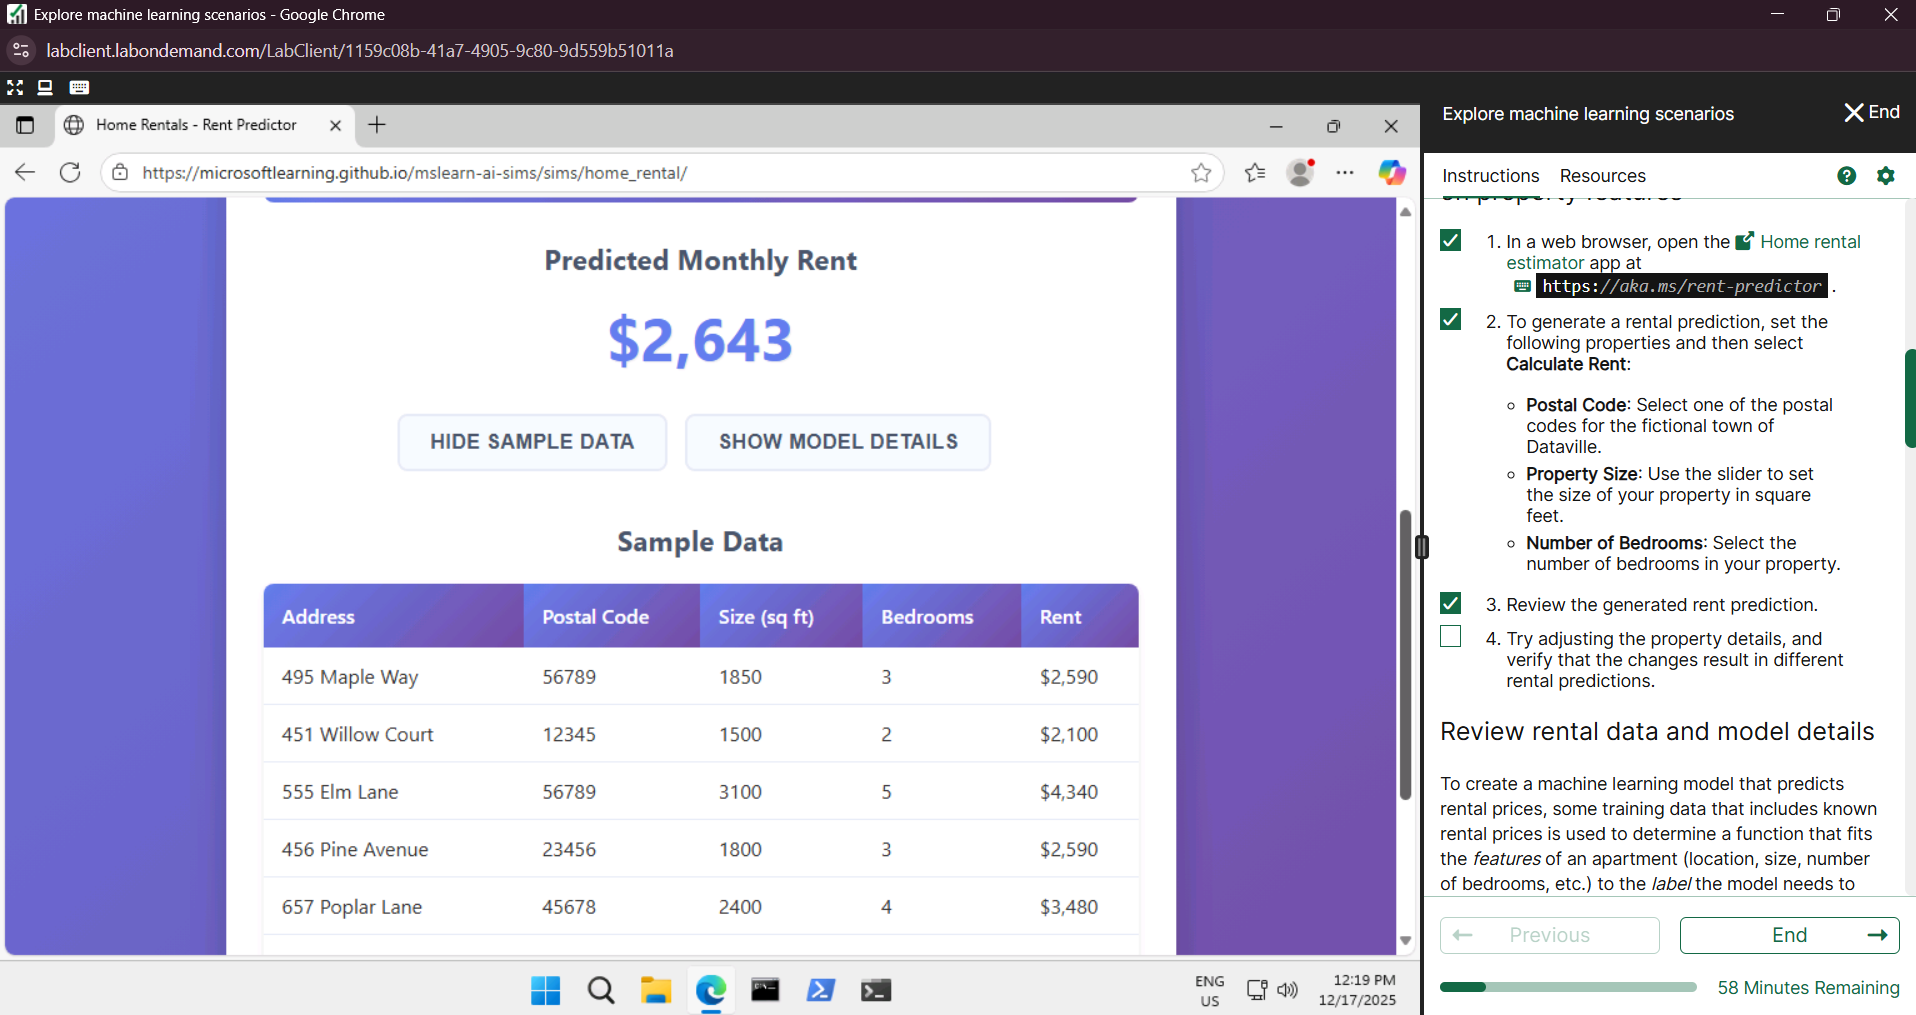 Explore machine learning scenarios - Google Chrome
labclient.labondemand.com/LabClient/1159c08b-41a7-4905-9c80-9d559b51011a
Home Rentals - Rent Predictor
https://microsoftlearning.github.io/mslearn-ai-sims/sims/home_rental/
Predicted Monthly Rent
$2,643
HIDE SAMPLE DATA
SHOW MODEL DETAILS
Sample Data
Address Postal Code Size (sq ft) Bedrooms Rent
495 Maple Way 56789 1850 3 $2,590
451 Willow Court 12345 1500 2 $2,100
555 Elm Lane 56789 3100 5 $4,340
456 Pine Avenue 23456 1800 3 $2,590
657 Poplar Lane 45678 2400 4 $3,480
ENG
US
12:19 PM
12/17/2025
Explore machine learning scenarios
End
Instructions Resources
on property features
1. In a web browser, open the Home rental
estimator app at
https://aka.ms/rent-predictor .
2. To generate a rental prediction, set the
following properties and then select
Calculate Rent:
Postal Code: Select one of the postal
codes for the fictional town of
Dataville.
Property Size: Use the slider to set
the size of your property in square
feet.
Number of Bedrooms: Select the
number of bedrooms in your property.
3. Review the generated rent prediction.
4. Try adjusting the property details, and
verify that the changes result in different
rental predictions.
Review rental data and model details
To create a machine learning model that predicts
rental prices, some training data that includes known
rental prices is used to determine a function that fits
the features of an apartment (location, size, number
of bedrooms, etc.) to the label the model needs to
Previous
End
58 Minutes Remaining